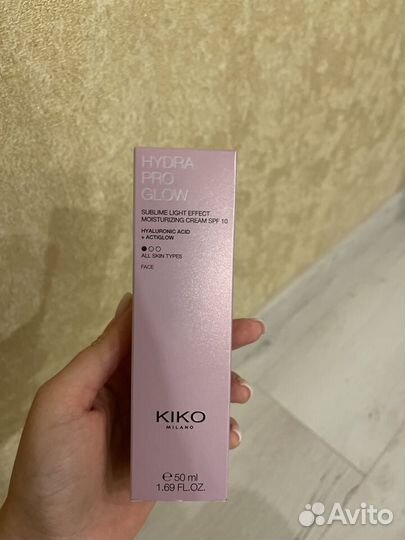 HYDRA
PRO
GLOW
SUBLIME LIGHT EFFECT
MOISTURIZING CREAM SPF 10
HYALURONIC ACID
+ ACTIGLOW
ALL SKIN TYPES
FACE
KIKO
MILANO
℮ 50 ml
1.69 FL.OZ.
Avito